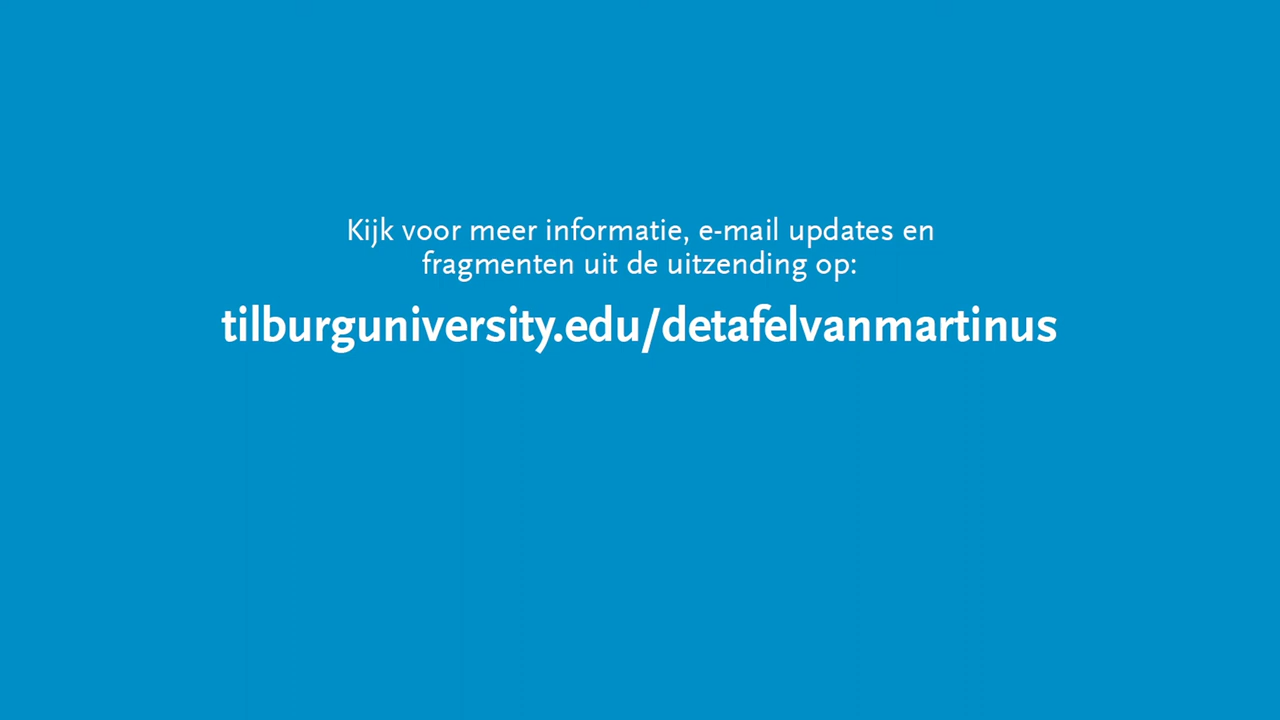 Kijk voor meer informatie, e-mail updates en
fragmenten uit de uitzending op:
tilburguniversity.edu/detafelvanmartinus